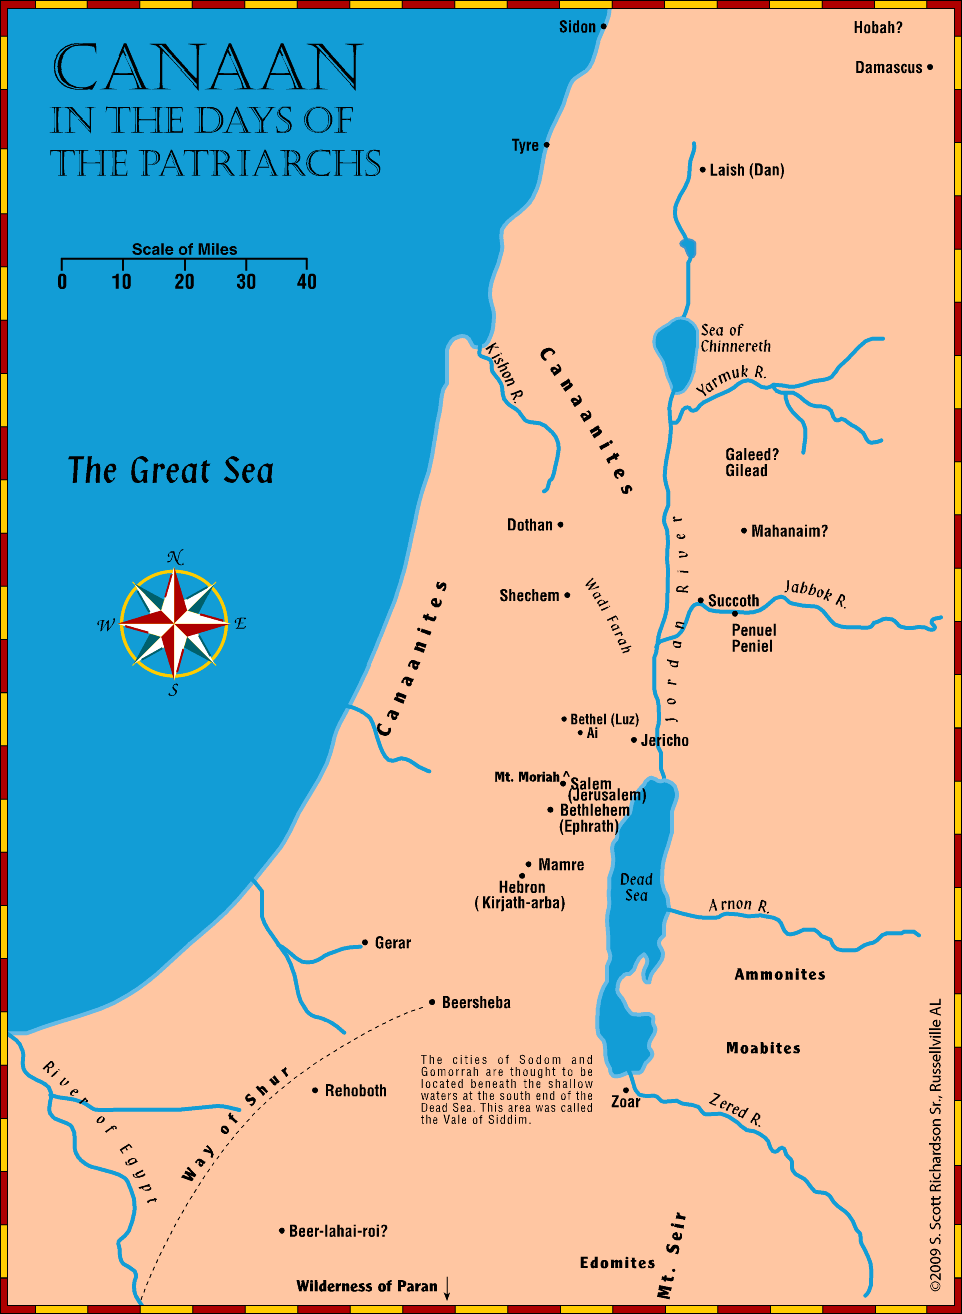 Sidon
Hobah?
CANAAN
IN THE DAYS OF
THE PATRIARCHS
Damascus
Tyre
Laish (Dan)
Scale of Miles
0 10 20 30 40
Sea of
Chinnereth
Kishon R.
Canaanites
Yarmuk R.
The Great Sea
Galeed?
Gilead
Dothan
Mahanaim?
Jordan River
N
W
E
S
Shechem
Wadi Farah
Succoth
Jabbok R.
Penuel
Peniel
Canaanites
Bethel (Luz)
Ai
Jericho
Mt. Moriah ^
Salem
(Jerusalem)
Bethlehem
(Ephrath)
Mamre
Hebron
(Kirjath-arba)
Dead
Sea
Arnon R.
Gerar
Ammonites
Beersheba
Moabites
The cities of Sodom and
Gomorrah are thought to be
located beneath the shallow
waters at the south end of the
Dead Sea. This area was called
the Vale of Siddim.
River of Egypt
Way of Shur
Rehoboth
Zoar
Zered R.
Beer-lahai-roi?
Edomites
Mt. Seir
Wilderness of Paran
©2009 S. Scott Richardson Sr., Russellville AL